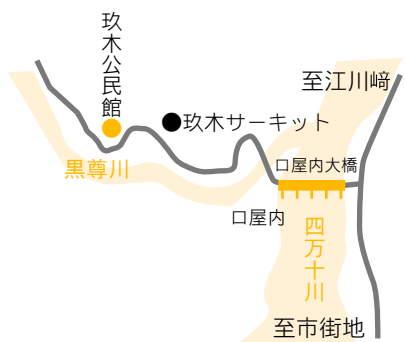 玖木公民館
至江川﨑
玖木サーキット
口屋内大橋
黒尊川
口屋内
四万十川
至市街地